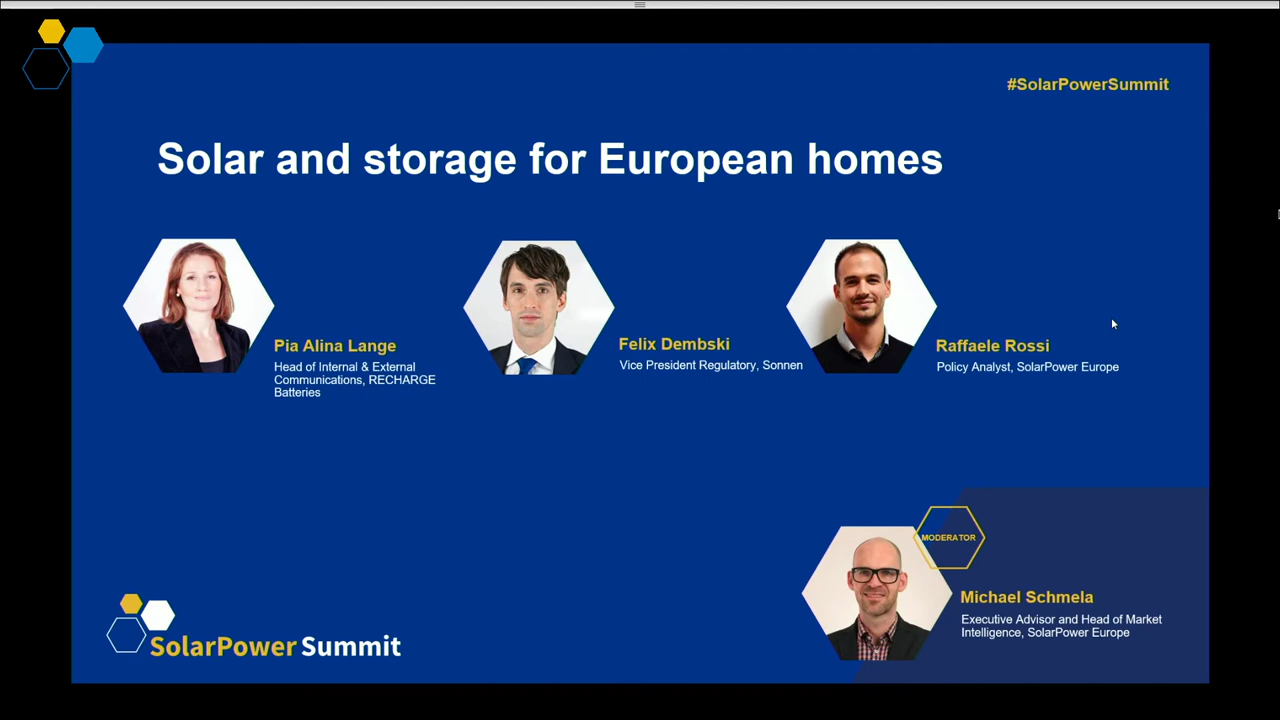 #SolarPowerSummit
Solar and storage for European homes
Pia Alina Lange
Head of Internal & External
Communications, RECHARGE
Batteries
Felix Dembski
Vice President Regulatory, Sonnen
Raffaele Rossi
Policy Analyst, SolarPower Europe
MODERATOR
Michael Schmela
Executive Advisor and Head of Market
Intelligence, SolarPower Europe
SolarPower Summit